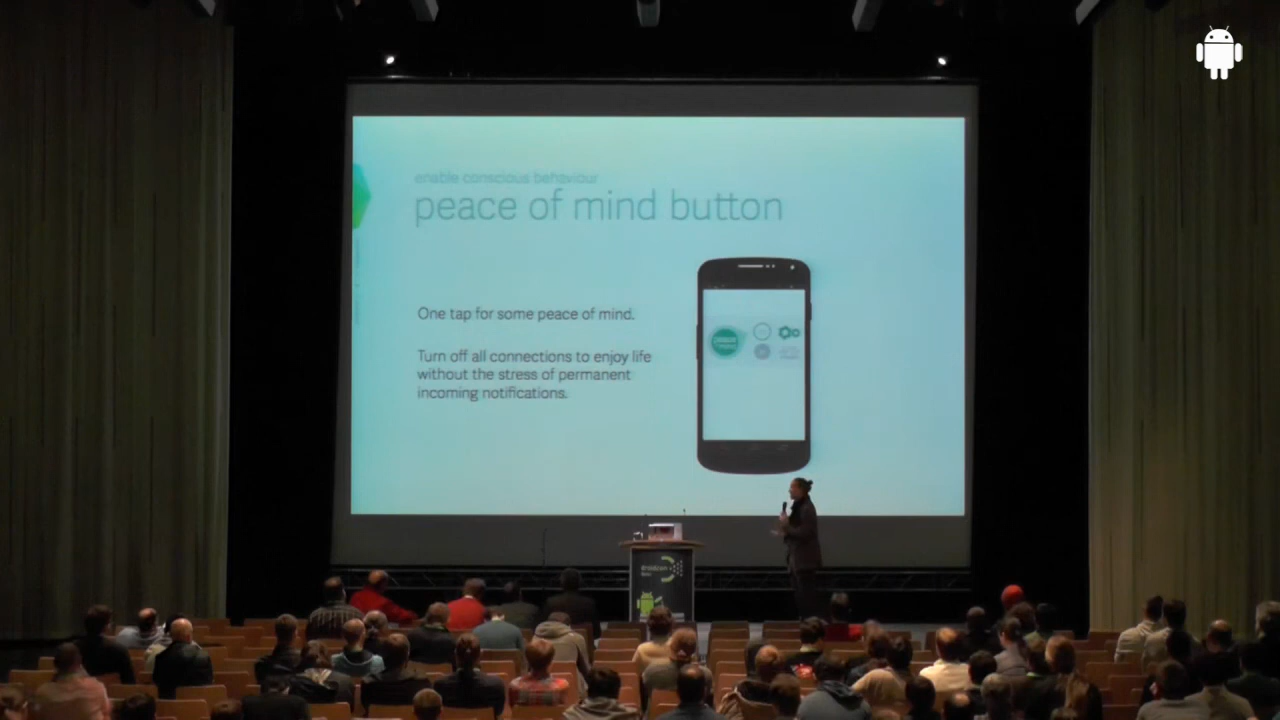 enable conscious behaviour
peace of mind button
One tap for some peace of mind.
Turn off all connections to enjoy life
without the stress of permanent
incoming notifications.
droidcon